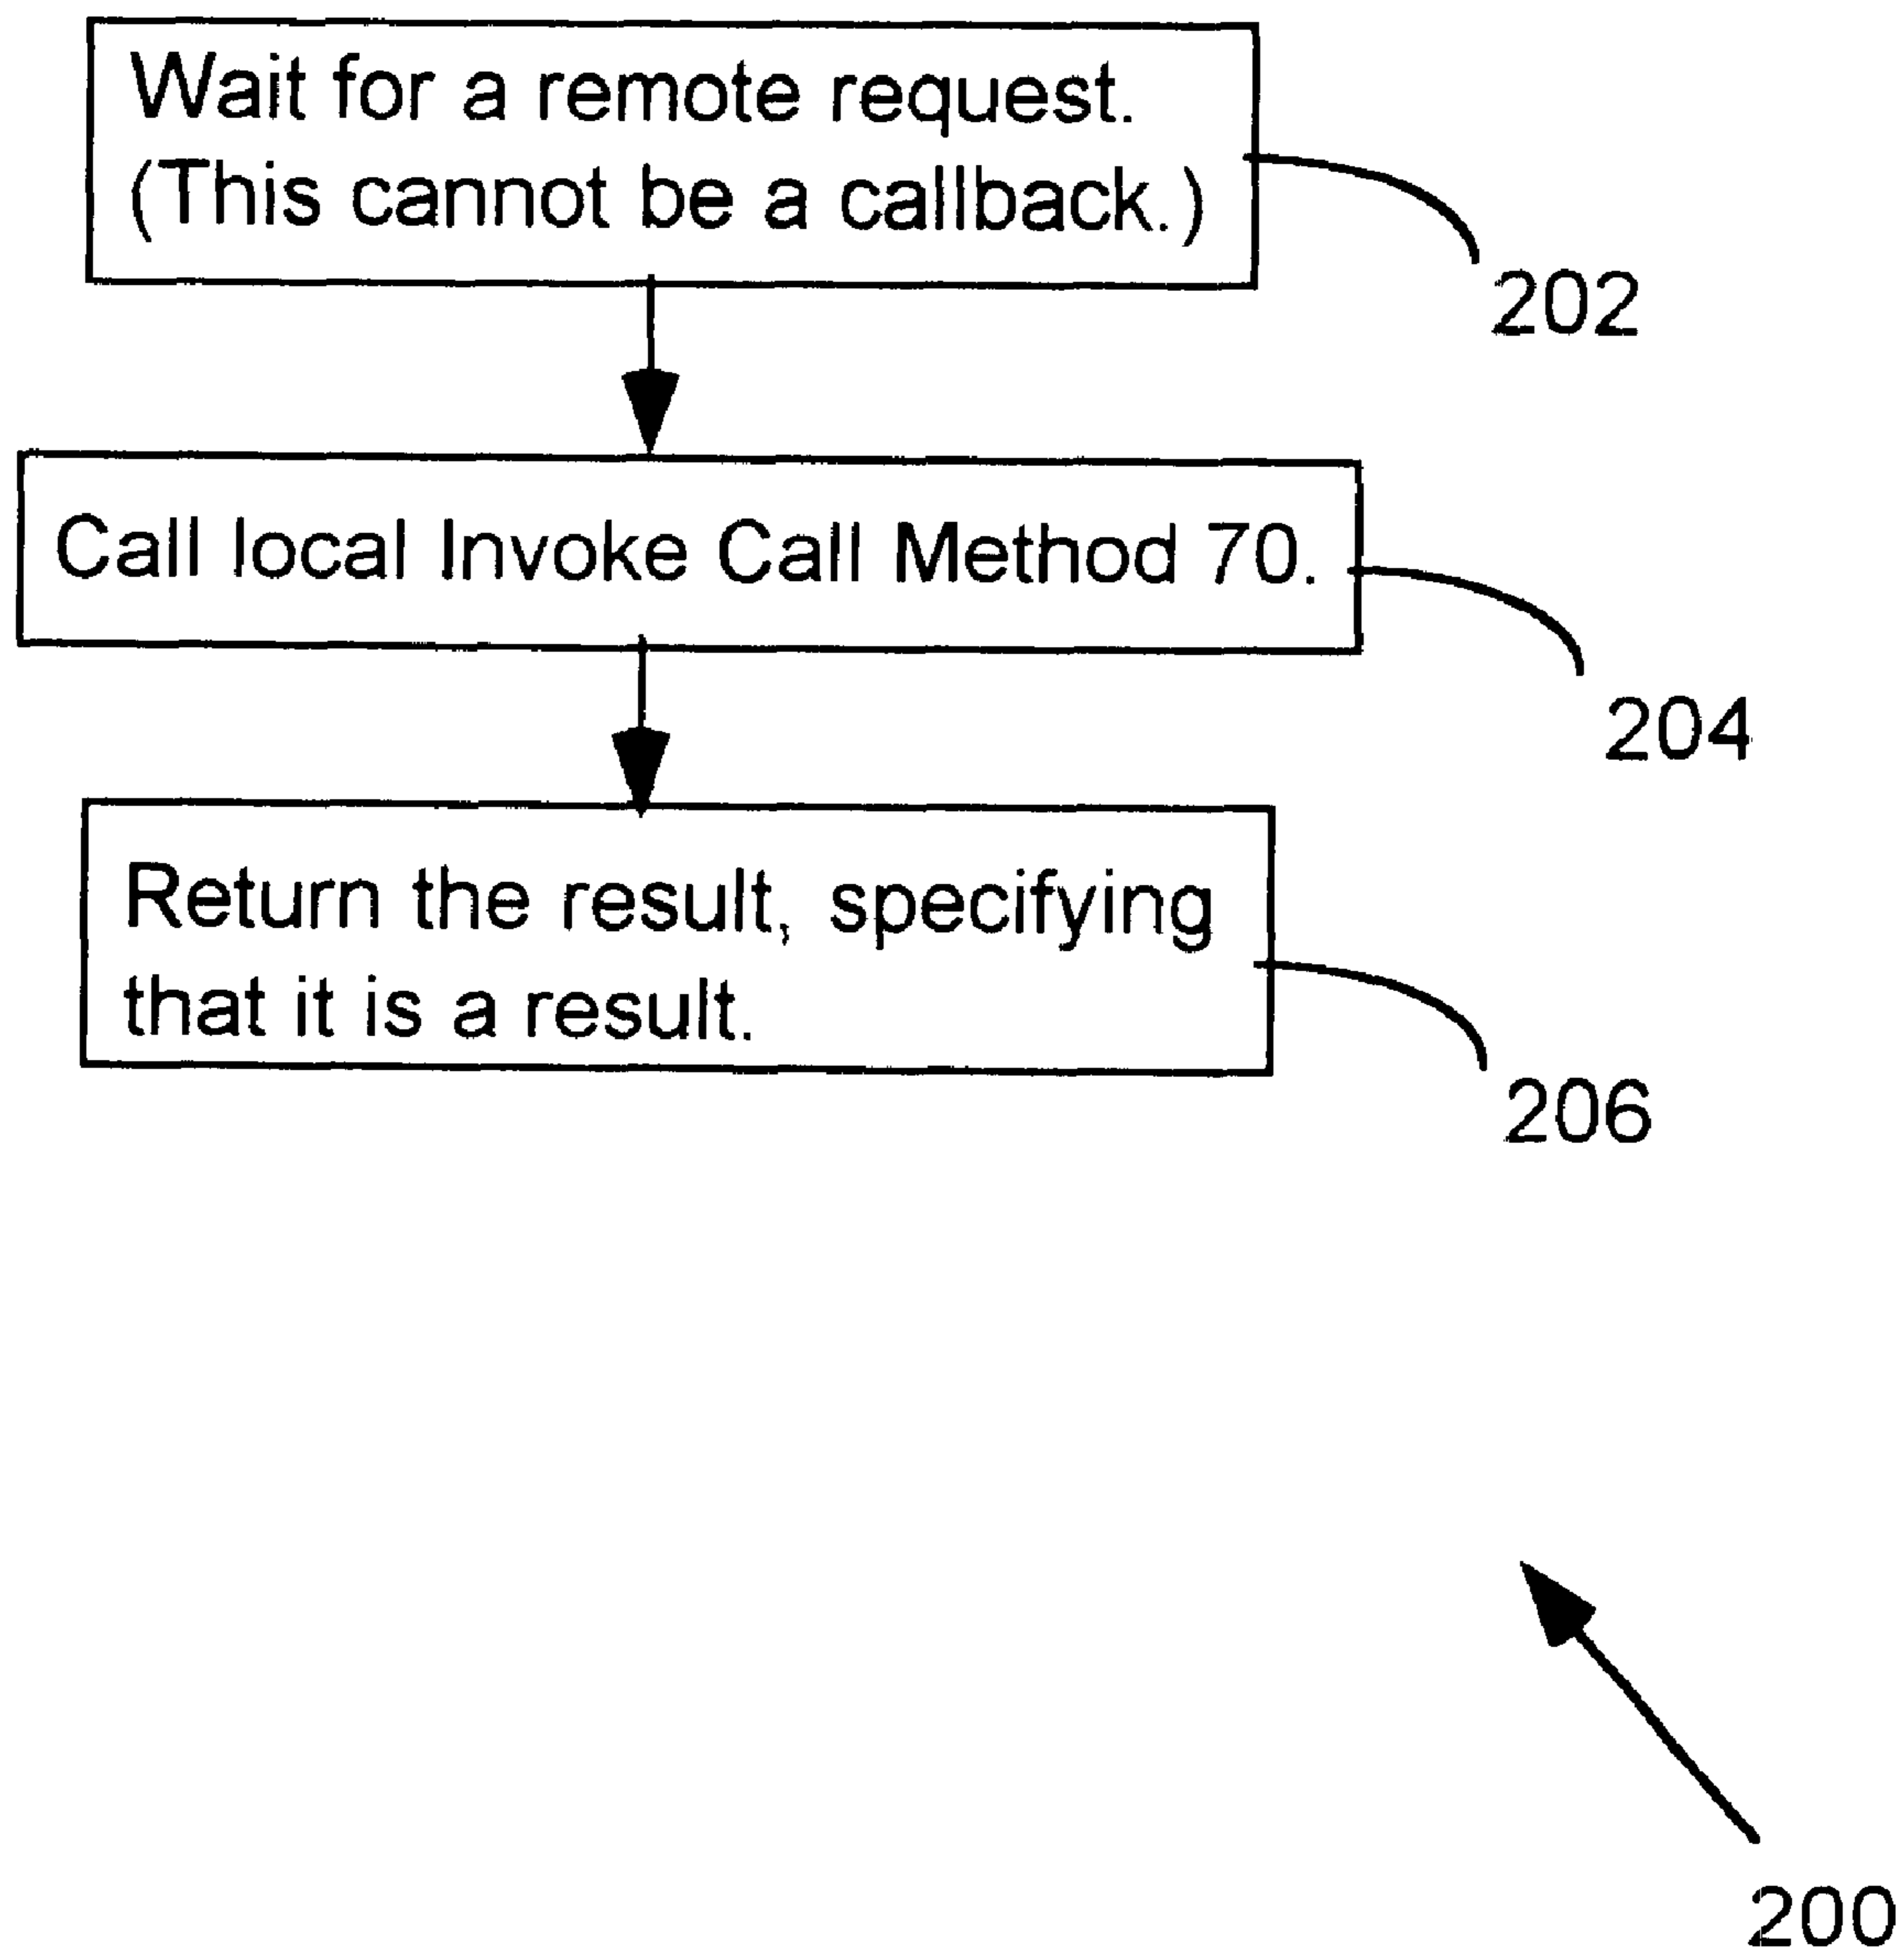 Wait for a remote request.
(This cannot be a callback.)
202
Call local Invoke Call Method 70.
204
Return the result, specifying
that it is a result.
206
200